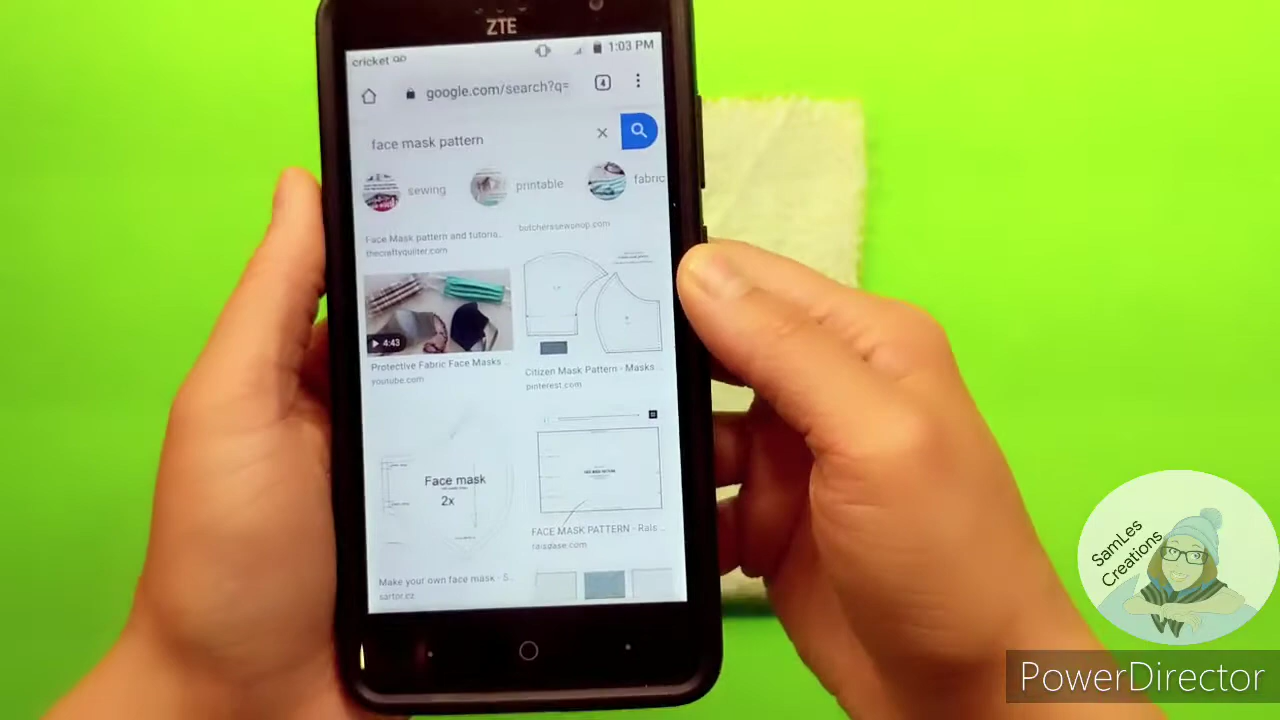 ZTE
cricket
1:03 PM
google.com/search?q=
4
face mask pattern
sewing
printable
fabric
Face Mask pattern and tutoria...
thecraftyquilter.com
butcherssewshop.com
4:43
Protective Fabric Face Masks ...
youtube.com
Citizen Mask Pattern - Masks...
pinterest.com
Face mask
2x
FACE MASK PATTERN - Rais ...
raisdase.com
Make your own face mask - S...
sartor.cz
SamLes
Creations
PowerDirector